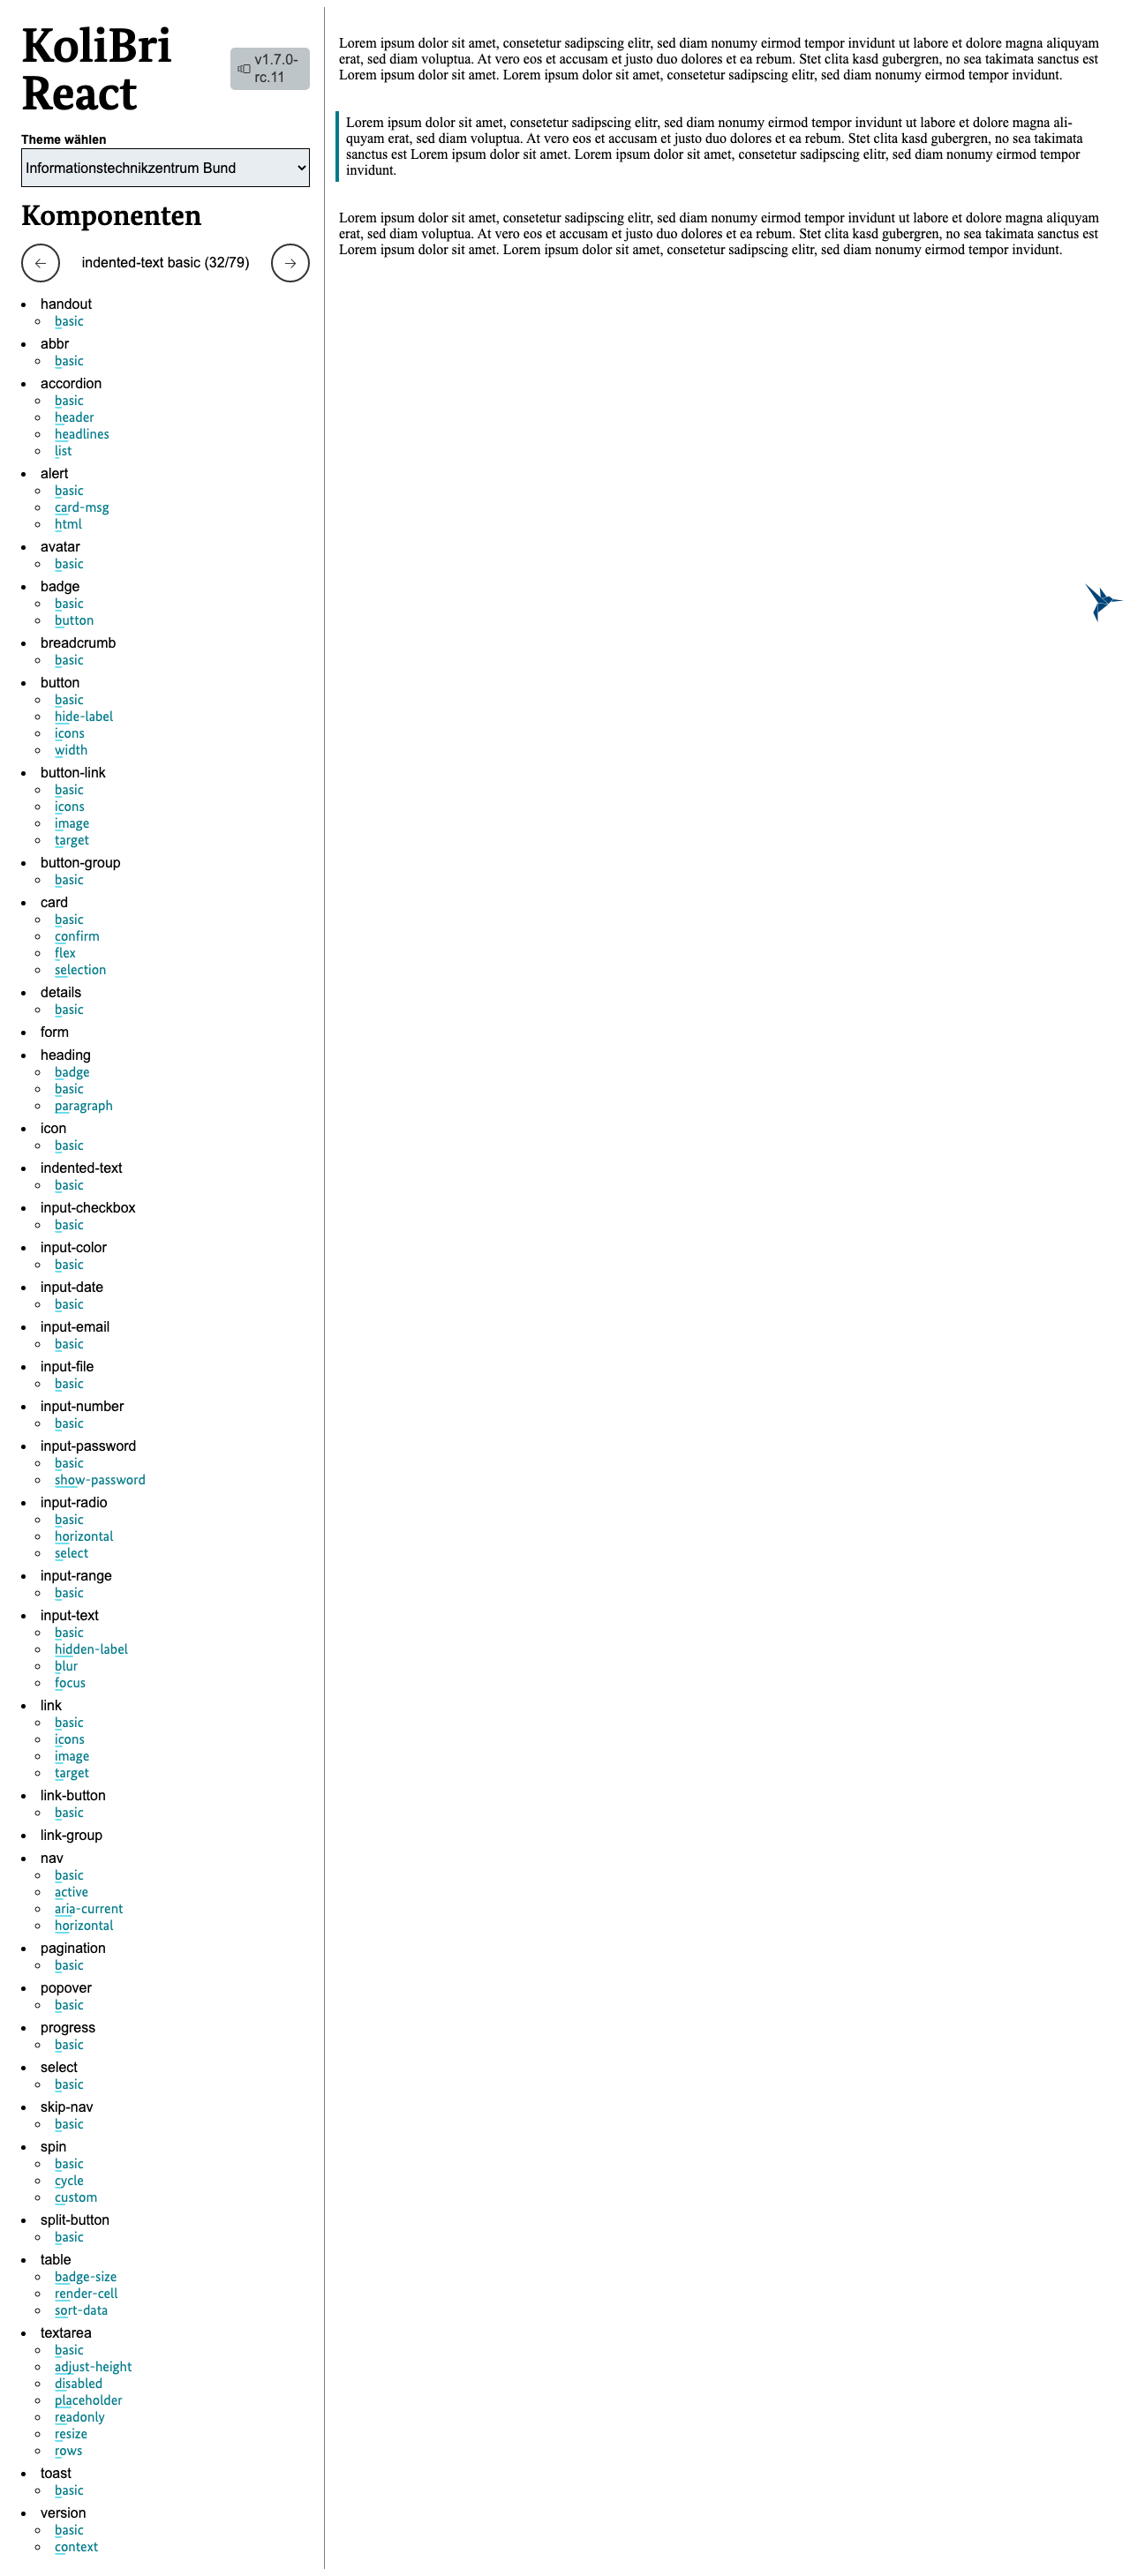 KoliBri
React
v1.7.0-
rc.11
Theme wählen
Informationstechnikzentrum Bund
Komponenten
indented-text basic (32/79)
handout
basic
abbr
basic
accordion
basic
header
headlines
list
alert
basic
card-msg
html
avatar
basic
badge
basic
button
breadcrumb
basic
button
basic
hide-label
icons
width
button-link
basic
icons
image
target
button-group
basic
card
basic
confirm
flex
selection
details
basic
form
heading
badge
basic
paragraph
icon
basic
indented-text
basic
input-checkbox
basic
input-color
basic
input-date
basic
input-email
basic
input-file
basic
input-number
basic
input-password
basic
show-password
input-radio
basic
horizontal
select
input-range
basic
input-text
basic
hidden-label
blur
focus
link
basic
icons
image
target
link-button
basic
link-group
nav
basic
active
aria-current
horizontal
pagination
basic
popover
basic
progress
basic
select
basic
skip-nav
basic
spin
basic
cycle
custom
split-button
basic
table
badge-size
render-cell
sort-data
textarea
basic
adjust-height
disabled
placeholder
readonly
resize
rows
toast
basic
version
basic
context
Lorem ipsum dolor sit amet, consetetur sadipscing elitr, sed diam nonumy eirmod tempor invidunt ut labore et dolore magna aliquyam
erat, sed diam voluptua. At vero eos et accusam et justo duo dolores et ea rebum. Stet clita kasd gubergren, no sea takimata sanctus est
Lorem ipsum dolor sit amet. Lorem ipsum dolor sit amet, consetetur sadipscing elitr, sed diam nonumy eirmod tempor invidunt.
Lorem ipsum dolor sit amet, consetetur sadipscing elitr, sed diam nonumy eirmod tempor invidunt ut labore et dolore magna ali-
quyam erat, sed diam voluptua. At vero eos et accusam et justo duo dolores et ea rebum. Stet clita kasd gubergren, no sea takimata
sanctus est Lorem ipsum dolor sit amet. Lorem ipsum dolor sit amet, consetetur sadipscing elitr, sed diam nonumy eirmod tempor
invidunt.
Lorem ipsum dolor sit amet, consetetur sadipscing elitr, sed diam nonumy eirmod tempor invidunt ut labore et dolore magna aliquyam
erat, sed diam voluptua. At vero eos et accusam et justo duo dolores et ea rebum. Stet clita kasd gubergren, no sea takimata sanctus est
Lorem ipsum dolor sit amet. Lorem ipsum dolor sit amet, consetetur sadipscing elitr, sed diam nonumy eirmod tempor invidunt.